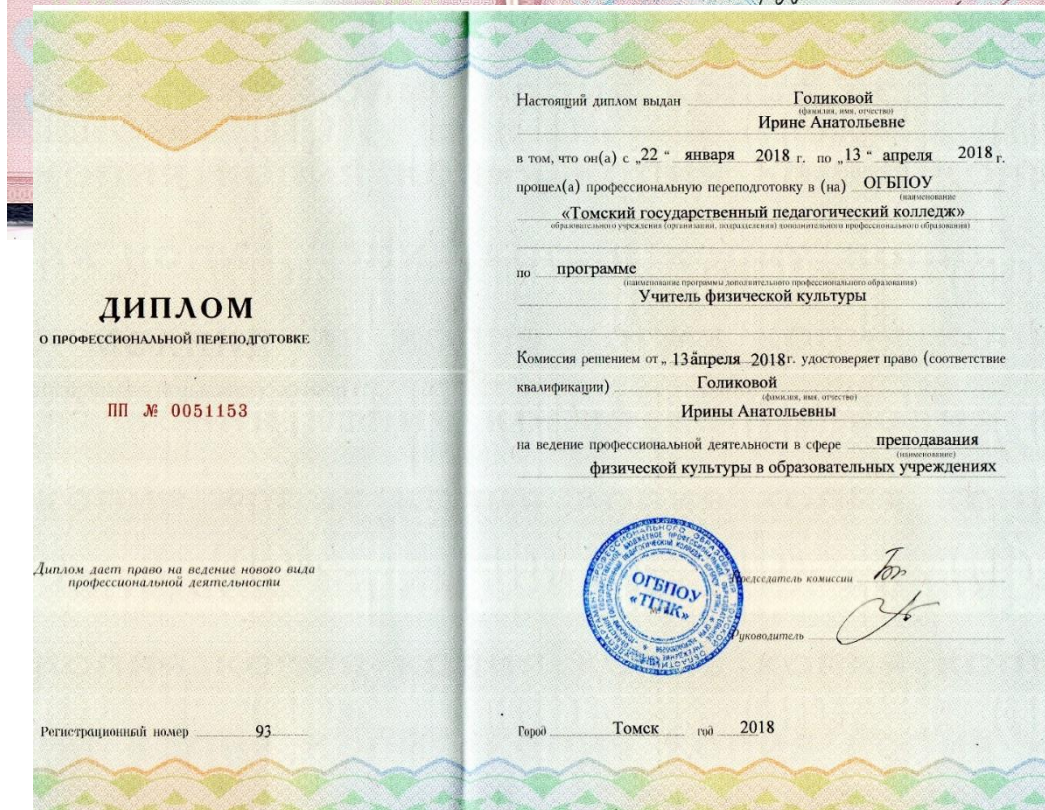 ДИПЛОМ
О ПРОФЕССИОНАЛЬНОЙ ПЕРЕПОДГОТОВКЕ
ПП № 0051153
Диплом дает право на ведение нового вида
профессиональной деятельности
Регистрационный номер 93
Настоящий диплом выдан Голиковой
(фамилия, имя, отчество)
Ирине Анатольевне
в том, что он(а) с „22 “ января 2018 г. по „13 “ апреля 2018 г.
прошел(а) профессиональную переподготовку в (на) ОГБПОУ
(наименование
«Томский государственный педагогический колледж»
образовательного учреждения (организации, подразделения) дополнительного профессионального образования)
по программе
(наименование программы дополнительного профессионального образования)
Учитель физической культуры
Комиссия решением от „ 13 апреля 2018 г. удостоверяет право (соответствие
квалификации) Голиковой
(фамилия, имя, отчество)
Ирины Анатольевны
на ведение профессиональной деятельности в сфере преподавания
(наименование)
физической культуры в образовательных учреждениях
ОГБПОУ
«ТГПК»
Председатель комиссии
Руководитель
Город Томск год 2018